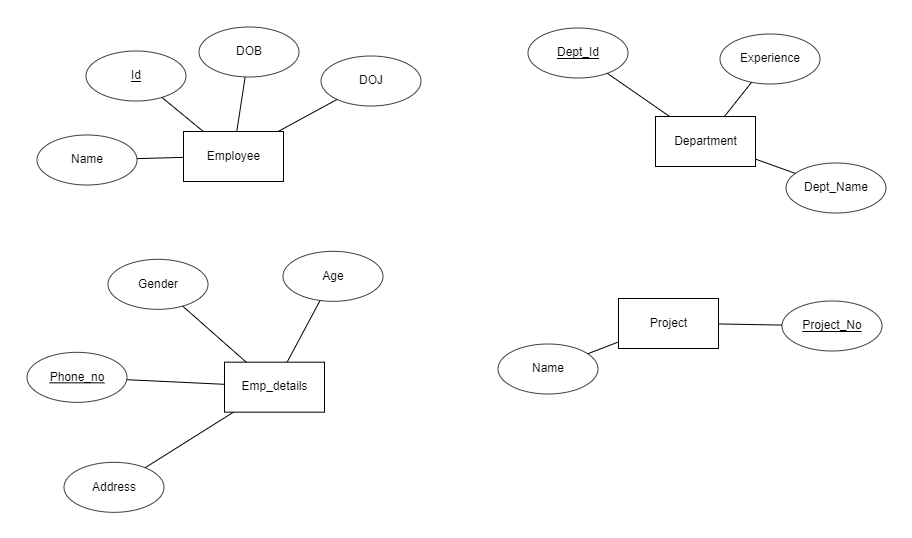 DOB
Id
DOJ
Name
Employee
Dept_Id
Experience
Department
Dept_Name
Gender
Age
Phone_no
Emp_details
Address
Project
Project_No
Name